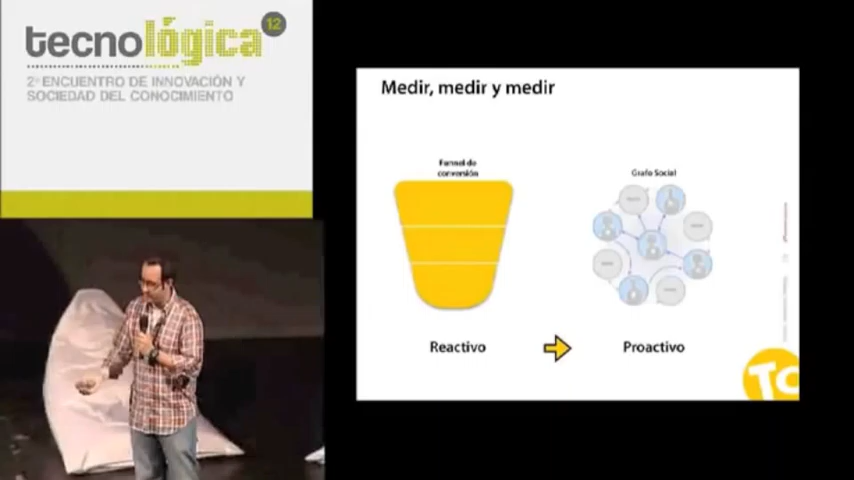 tecnológica 12
2º ENCUENTRO DE INNOVACIÓN Y
SOCIEDAD DEL CONOCIMIENTO
Medir, medir y medir
Funnel de
conversión
Grafo Social
Reactivo
Proactivo
TC